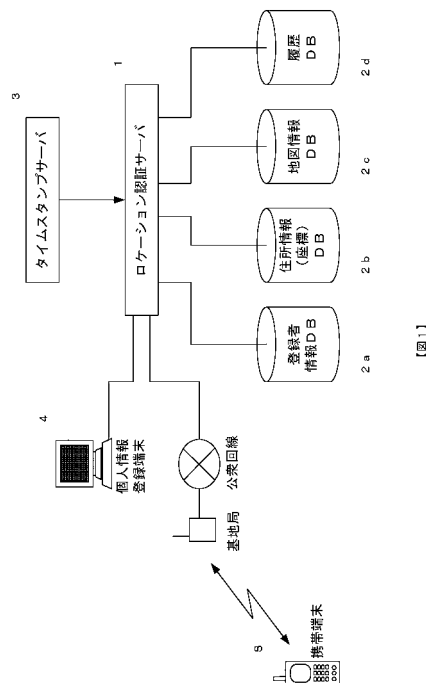 3
タイムスタンプサーバ
1
ロケーション認証サーバ
4
個人情報
登録端末
公衆回線
基地局
S
携帯端末
登録者
情報DB
2a
住所情報
(座標)
DB
2b
地図情報
DB
2c
履歴
DB
2d
【図1】